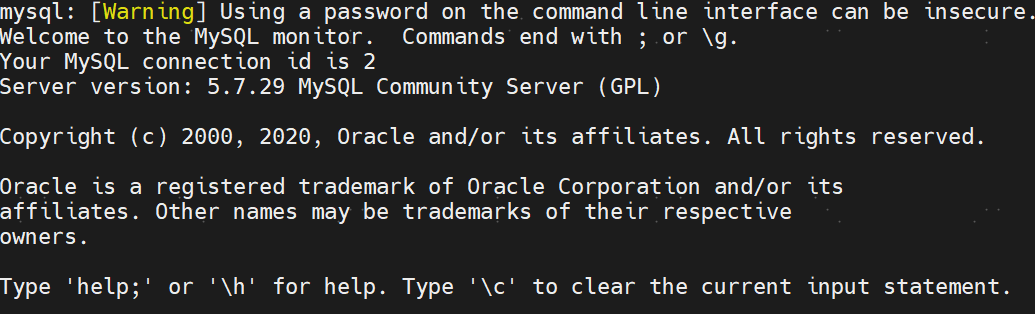 mysql: [Warning] Using a password on the command line interface can be insecure.
Welcome to the MySQL monitor.  Commands end with ; or \g.
Your MySQL connection id is 2
Server version: 5.7.29 MySQL Community Server (GPL)
Copyright (c) 2000, 2020, Oracle and/or its affiliates. All rights reserved.
Oracle is a registered trademark of Oracle Corporation and/or its
affiliates. Other names may be trademarks of their respective
owners.
Type 'help;' or '\h' for help. Type '\c' to clear the current input statement.